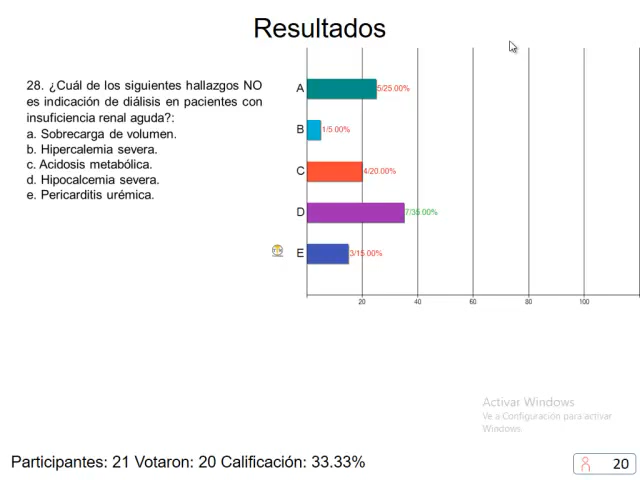 Resultados
28. ¿Cuál de los siguientes hallazgos NO
es indicación de diálisis en pacientes con
insuficiencia renal aguda?:
a. Sobrecarga de volumen.
b. Hipercalemia severa.
c. Acidosis metabólica.
d. Hipocalcemia severa.
e. Pericarditis urémica.
A 5/25.00%
B 1/5.00%
C 4/20.00%
D 7/35.00%
E 3/15.00%
20 40 60 80 100
Activar Windows
Ve a Configuración para activar
Windows.
Participantes: 21 Votaron: 20 Calificación: 33.33%
20